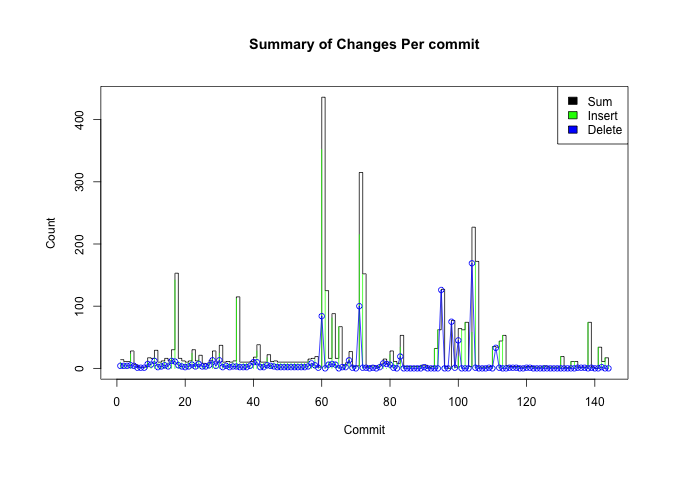 Summary of Changes Per commit
Sum
Insert
Delete
Count
400
300
200
100
0
0 20 40 60 80 100 120 140
Commit